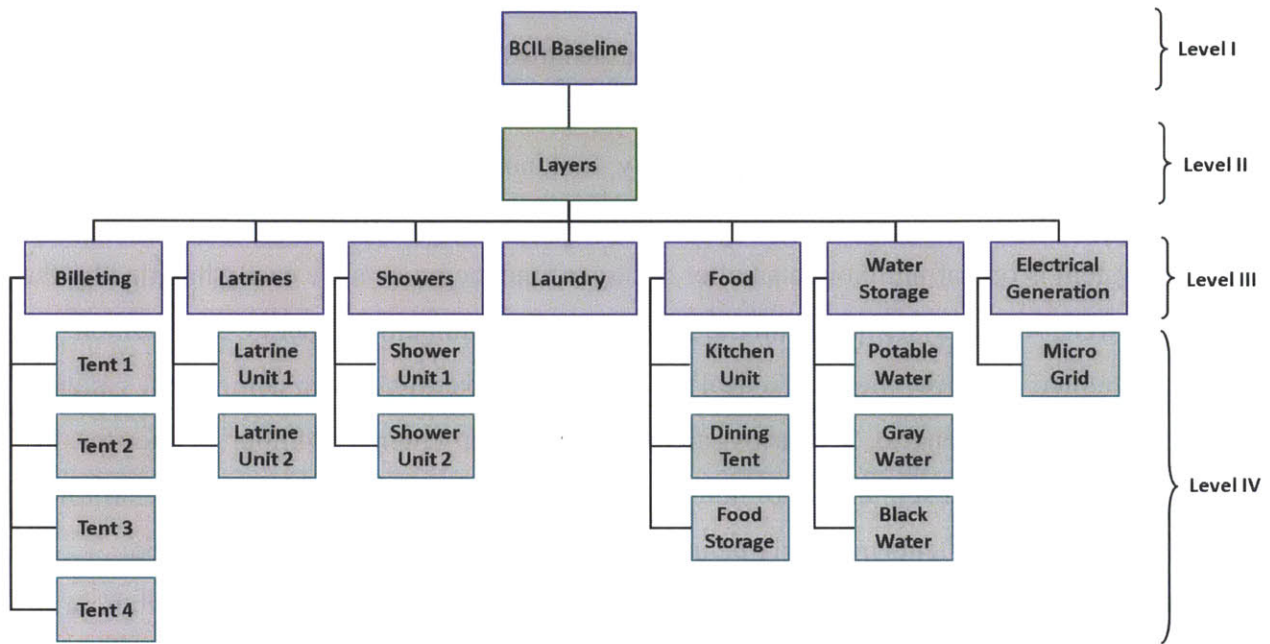 BCIL Baseline
Level I
Layers
Level II
Billeting
Latrines
Showers
Laundry
Food
Water
Storage
Electrical
Generation
Level III
Tent 1
Latrine
Unit 1
Shower
Unit 1
Kitchen
Unit
Potable
Water
Micro
Grid
Tent 2
Latrine
Unit 2
Shower
Unit 2
Dining
Tent
Gray
Water
Level IV
Tent 3
Food
Storage
Black
Water
Tent 4